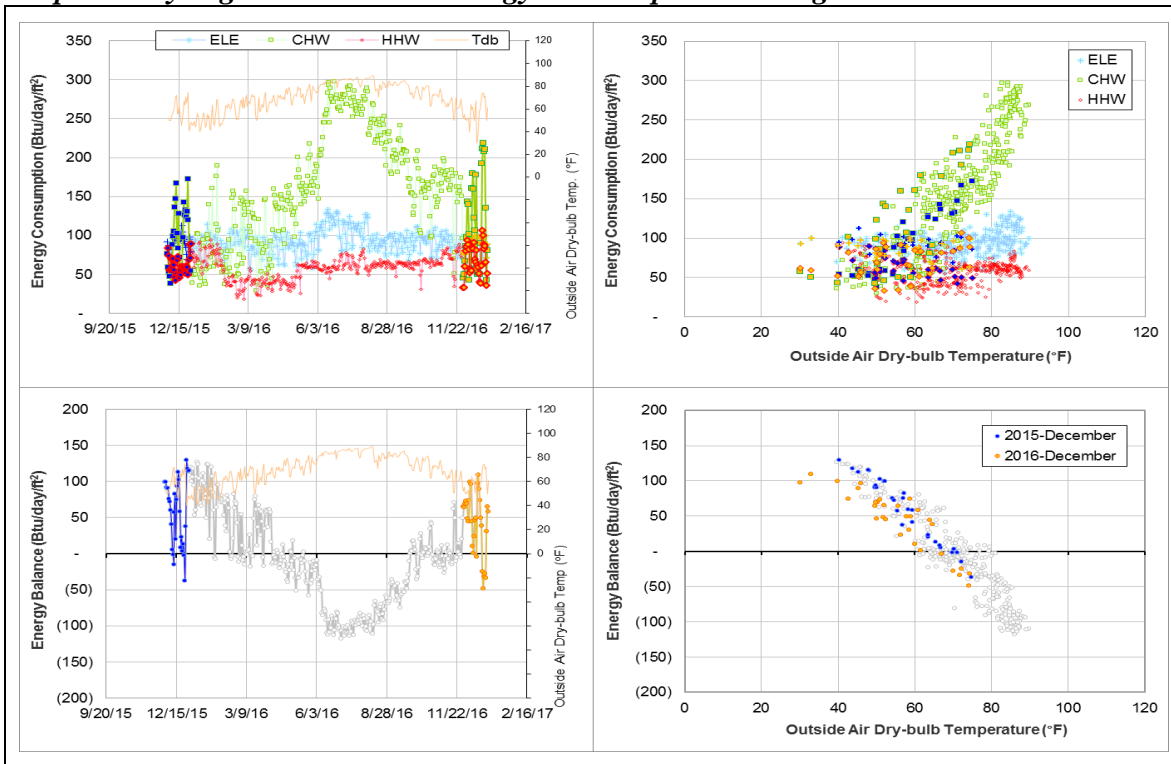 ELE CHW HHW Tdb
350
300
250
200
150
100
50
-
Energy Consumption (Btu/day/ft²)
120
100
80
60
40
20
0
Outside Air Dry-bulb Temp. (°F)
9/20/15 12/15/15 3/9/16 6/3/16 8/28/16 11/22/16 2/16/17
350
300
250
200
150
100
50
-
Energy Consumption (Btu/day/ft²)
ELE
CHW
HHW
0 20 40 60 80 100 120
Outside Air Dry-bulb Temperature (°F)
200
150
100
50
-
(50)
(100)
(150)
(200)
Energy Balance (Btu/day/ft²)
120
100
80
60
40
20
0
Outside Air Dry-bulb Temp (°F)
9/20/15 12/15/15 3/9/16 6/3/16 8/28/16 11/22/16 2/16/17
200
150
100
50
-
(50)
(100)
(150)
(200)
Energy Balance (Btu/day/ft²)
2015-December
2016-December
0 20 40 60 80 100 120
Outside Air Dry-bulb Temperature (°F)